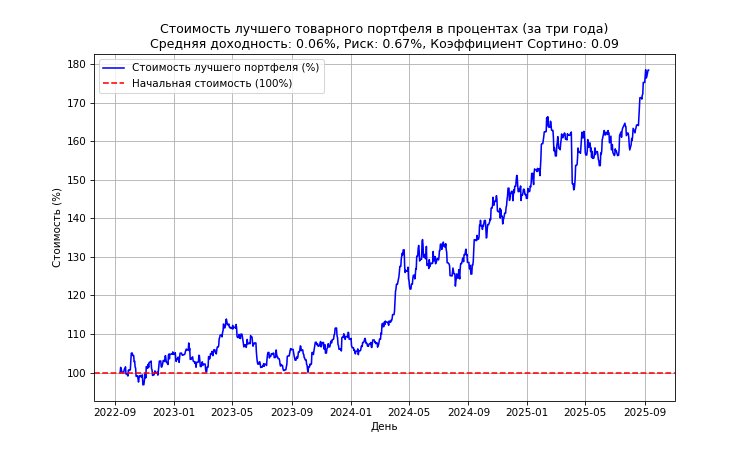 Стоимость лучшего товарного портфеля в процентах (за три года)
Средняя доходность: 0.06%, Риск: 0.67%, Коэффициент Сортино: 0.09
Стоимость лучшего портфеля (%)
Начальная стоимость (100%)
Стоимость (%)
180
170
160
150
140
130
120
110
100
2022-09 2023-01 2023-05 2023-09 2024-01 2024-05 2024-09 2025-01 2025-05 2025-09
День